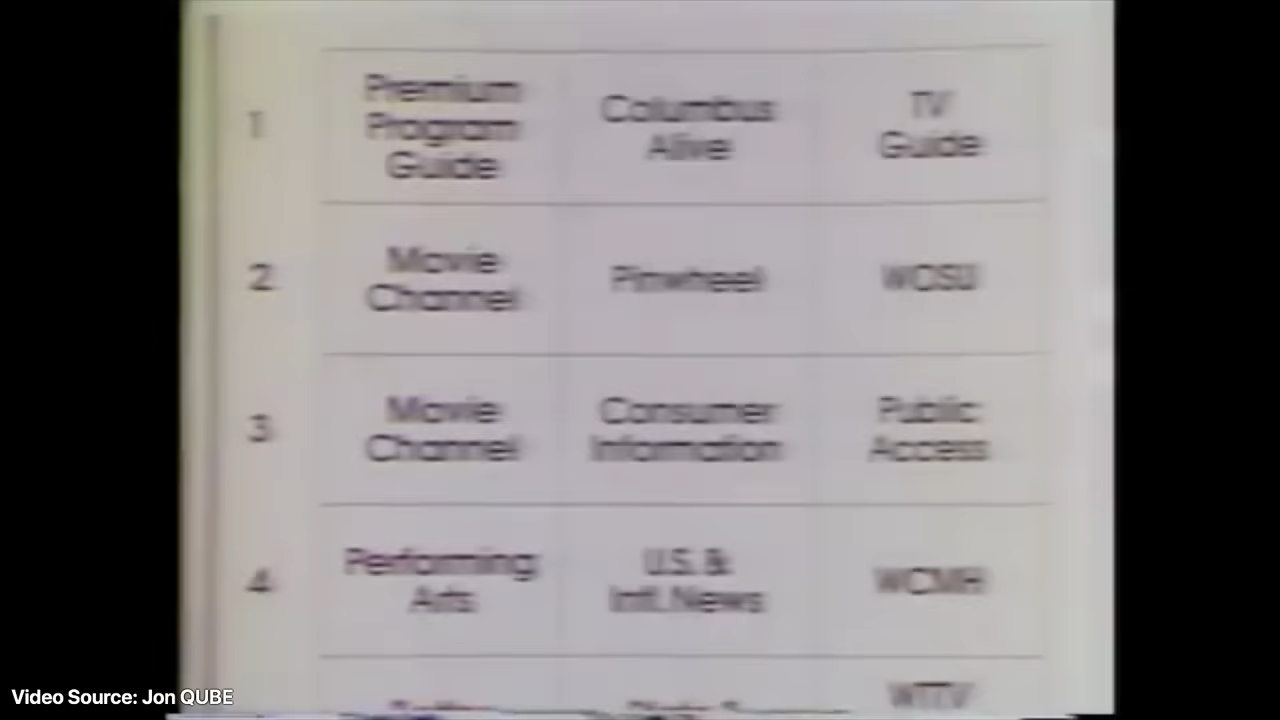 1
Premium
Program
Guide
Columbus
Alive
TV
Guide
2
Movie
Channel
Pinwheel
WOSU
3
Movie
Channel
Consumer
Information
Public
Access
4
Performing
Arts
U.S. &
Intl. News
WCMH
WTTV
Video Source: Jon QUBE